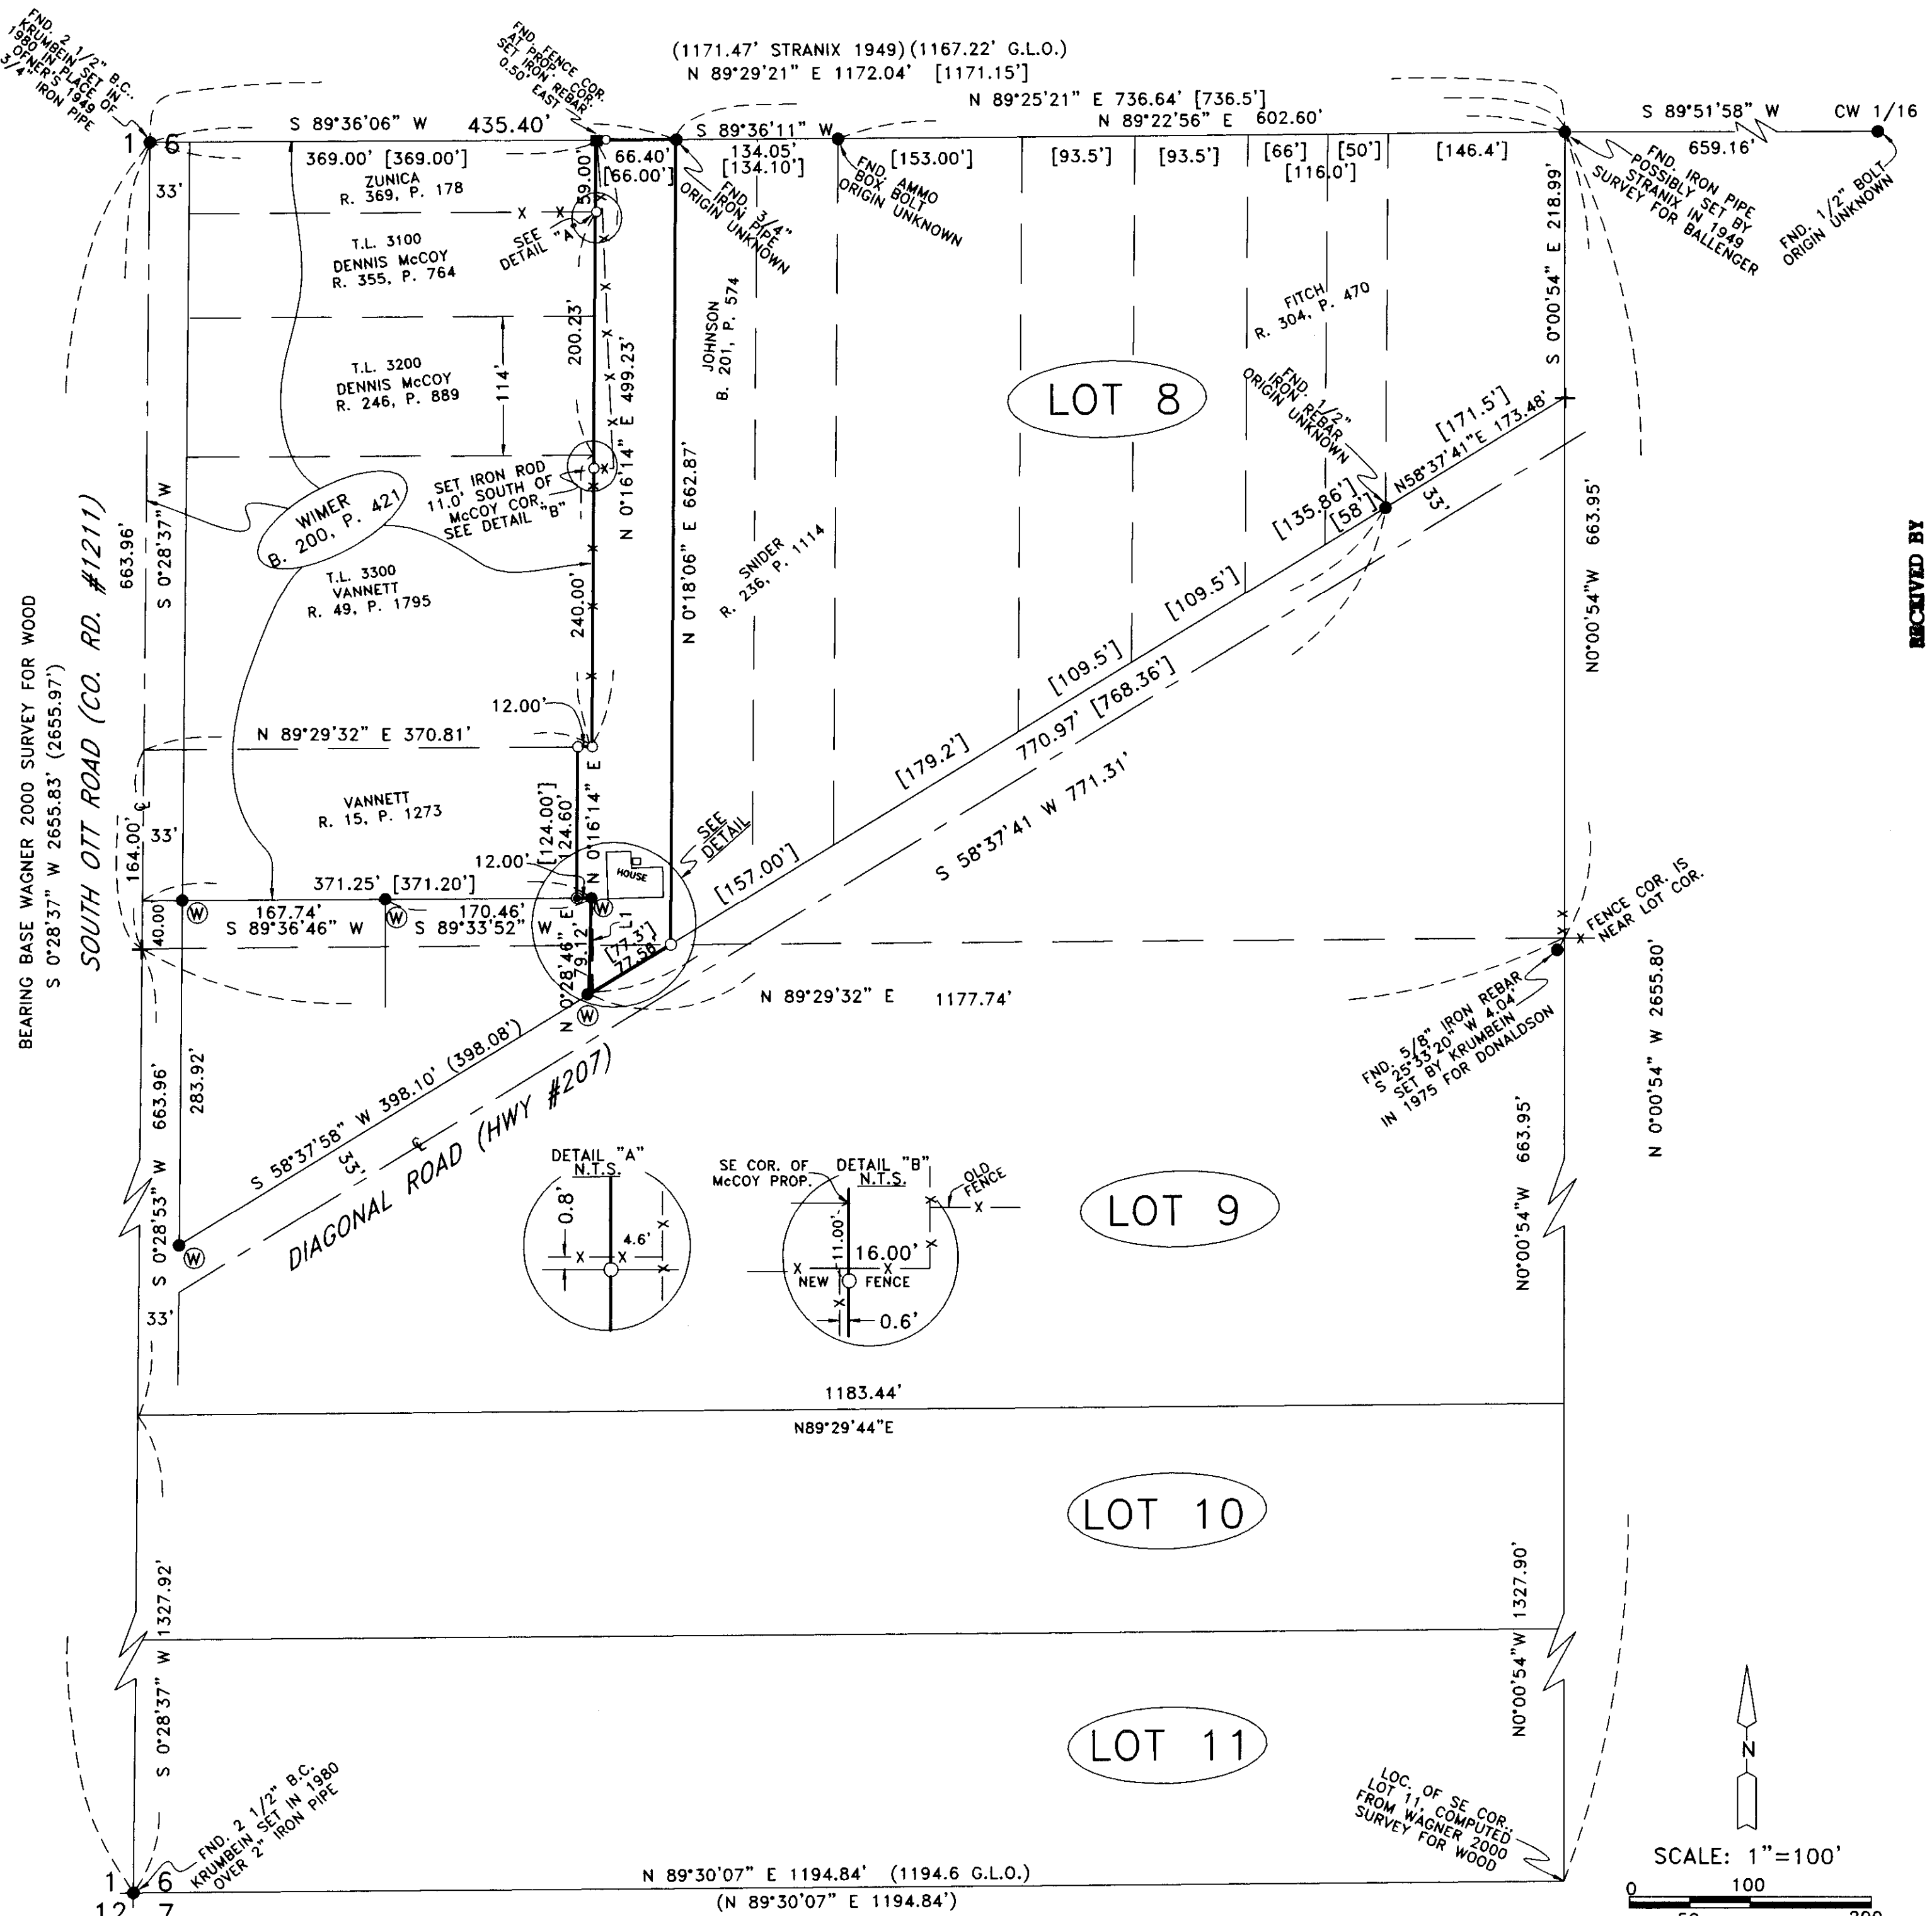 FND. 2 1/2" B.C..
KRUMBEIN SET IN
1980 IN PLACE OF
OFNER'S 1949
3/4" IRON PIPE
FND. FENCE COR.
AT PROP. COR.
SET IRON REBAR
0.50' EAST
(1171.47' STRANIX 1949)(1167.22' G.L.O.)
N 89°29'21" E 1172.04' [1171.15']
N 89°25'21" E 736.64' [736.5']
S 89°36'06" W 435.40'
S 89°36'11" W
N 89°22'56" E 602.60'
S 89°51'58" W
CW 1/16
659.16'
1 6
369.00' [369.00']
66.40'
[66.00']
134.05'
[134.10']
[153.00']
[93.5']
[93.5']
[66']
[50']
[116.0']
[146.4']
FND. 3/4"
IRON PIPE
ORIGIN UNKNOWN
FND. AMMO
BOX BOLT
ORIGIN UNKNOWN
FND. IRON PIPE
POSSIBLY SET BY
STRANIX IN 1949
SURVEY FOR BALLENGER
FND. 1/2" BOLT
ORIGIN UNKNOWN
33'
ZUNICA
R. 369, P. 178
59.00'
SEE
DETAIL "A"
T.L. 3100
DENNIS McCOY
R. 355, P. 764
200.23'
N 0°16'14" E 499.23'
T.L. 3200
DENNIS McCOY
R. 246, P. 889
114'
JOHNSON
B. 201, P. 574
N 0°18'06" E 662.87'
FITCH
R. 304, P. 470
S 0°00'54" E 218.99'
LOT 8
FND. 1/2"
IRON REBAR
ORIGIN UNKNOWN
[171.5']
N58°37'41"E 173.48'
33'
[135.86']
[58']
WIMER
B. 200, P. 421
SET IRON ROD
11.0' SOUTH OF
McCOY COR.
SEE DETAIL "B"
T.L. 3300
VANNETT
R. 49, P. 1795
240.00'
SNIDER
R. 236, P. 1114
BEARING BASE WAGNER 2000 SURVEY FOR WOOD
S 0°28'37" W 2655.83' (2655.97')
SOUTH OTT ROAD (CO. RD. #1211)
663.96'
S 0°28'37" W
N0°00'54"W 663.95'
RECEIVED BY
[109.5']
[109.5']
[179.2']
770.97' [768.36']
S 58°37'41 W 771.31'
[157.00']
12.00'
N 89°29'32" E 370.81'
VANNETT
R. 15, P. 1273
[124.00']
124.60'
N 0°16'14" E
SEE
DETAIL
HOUSE
164.00'
33'
12.00'
371.25' [371.20']
W
W
W
167.74'
170.46'
S 89°36'46" W
S 89°33'52" W
40.00'
N 0°28'46" E
79.12'
L1
[77.3']
77.58'
W
N 89°29'32" E 1177.74'
FENCE COR. IS
NEAR LOT COR.
FND. 5/8" IRON REBAR
S 25°33'20" W 4.04'
SET BY KRUMBEIN
IN 1975 FOR DONALDSON
N 0°00'54" W 2655.80'
663.96'
S 0°28'53" W
283.92'
S 58°37'58" W 398.10' (398.08')
33'
DIAGONAL ROAD (HWY #207)
W
33'
DETAIL "A"
N.T.S.
0.8'
4.6'
SE COR. OF
McCOY PROP.
DETAIL "B"
N.T.S.
OLD
FENCE
11.00'
16.00'
NEW FENCE
0.6'
LOT 9
N0°00'54"W 663.95'
1183.44'
N89°29'44"E
LOT 10
S 0°28'37" W 1327.92'
N0°00'54"W 1327.90'
LOT 11
FND. 2 1/2" B.C.
KRUMBEIN SET IN 1980
OVER 2" IRON PIPE
LOC. OF SE COR.,
LOT 11, COMPUTED
FROM WAGNER 2000
SURVEY FOR WOOD
N
SCALE: 1"=100'
0 100
50 200
1 6
12 7
N 89°30'07" E 1194.84' (1194.6 G.L.O.)
(N 89°30'07" E 1194.84')